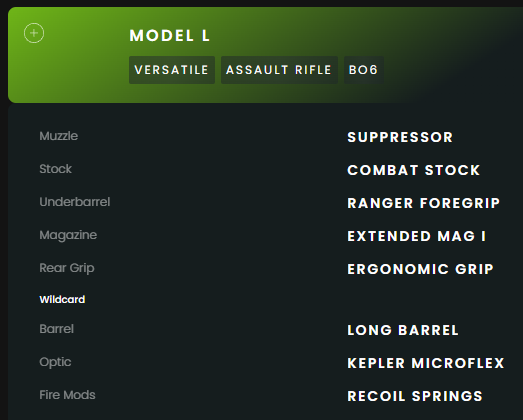 MODEL L
VERSATILE ASSAULT RIFLE BO6
Muzzle SUPPRESSOR
Stock COMBAT STOCK
Underbarrel RANGER FOREGRIP
Magazine EXTENDED MAG I
Rear Grip ERGONOMIC GRIP
Wildcard
Barrel LONG BARREL
Optic KEPLER MICROFLEX
Fire Mods RECOIL SPRINGS